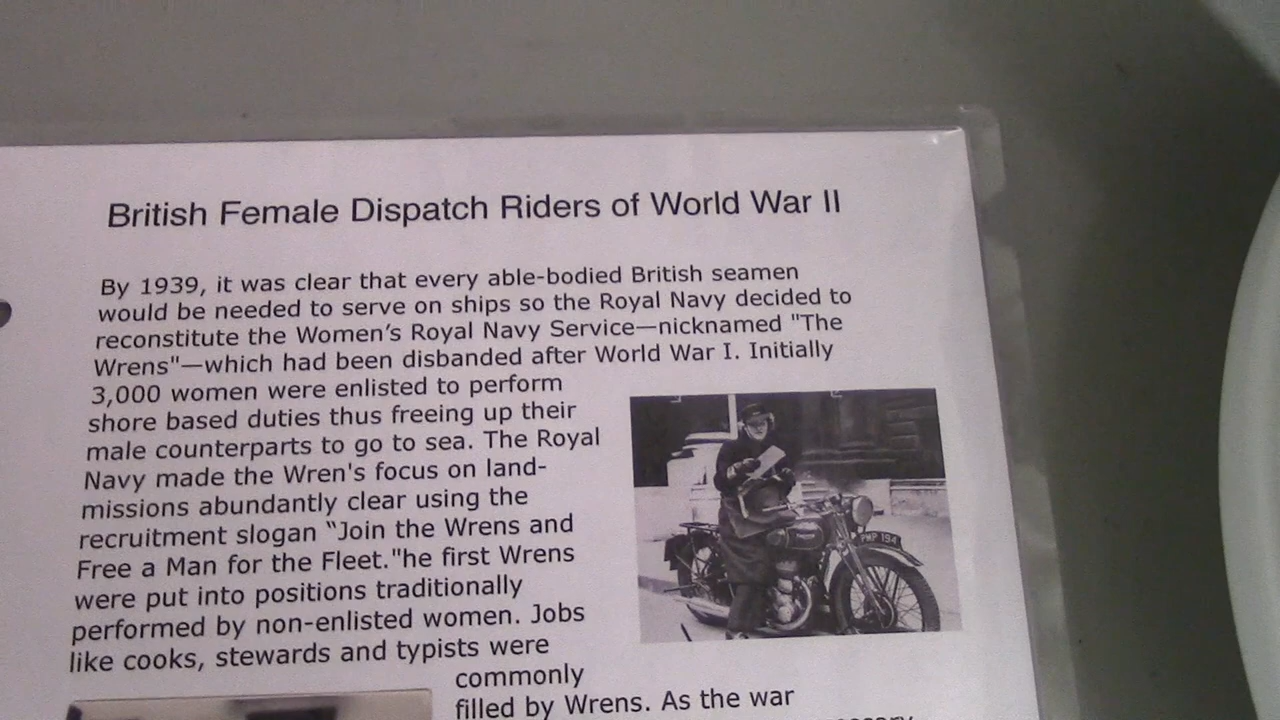 British Female Dispatch Riders of World War II
By 1939, it was clear that every able-bodied British seamen
would be needed to serve on ships so the Royal Navy decided to
reconstitute the Women’s Royal Navy Service—nicknamed "The
Wrens"—which had been disbanded after World War I. Initially
3,000 women were enlisted to perform
shore based duties thus freeing up their
male counterparts to go to sea. The Royal
Navy made the Wren's focus on land-
missions abundantly clear using the
recruitment slogan “Join the Wrens and
Free a Man for the Fleet."he first Wrens
were put into positions traditionally
performed by non-enlisted women. Jobs
like cooks, stewards and typists were
commonly
filled by Wrens. As the war
PMP 194